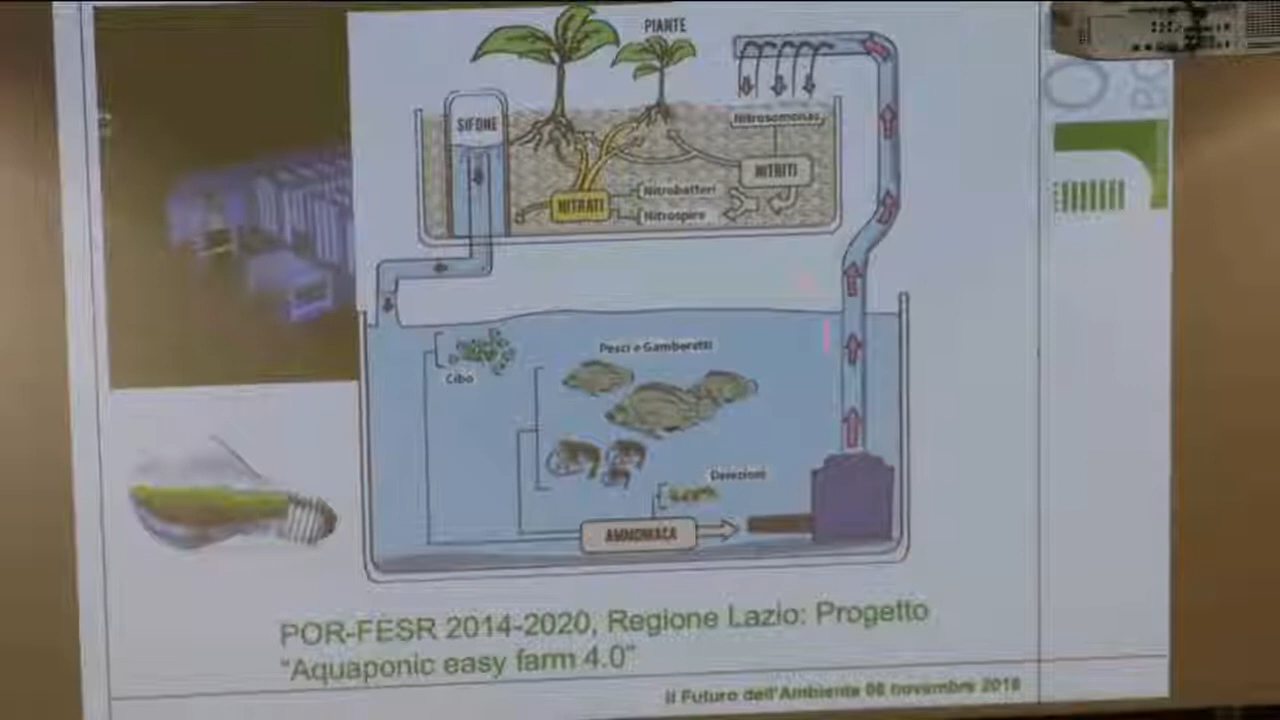 PIANTE
SIFONE
Nitrosomonas
NITRITI
Nitrobatteri
NITRATI
Nitrospire
Pesci e Gamberetti
Cibo
Deiezioni
AMMONIACA
POR-FESR 2014-2020, Regione Lazio: Progetto
"Aquaponic easy farm 4.0"
Il Futuro dell'Ambiente 08 novembre 2018